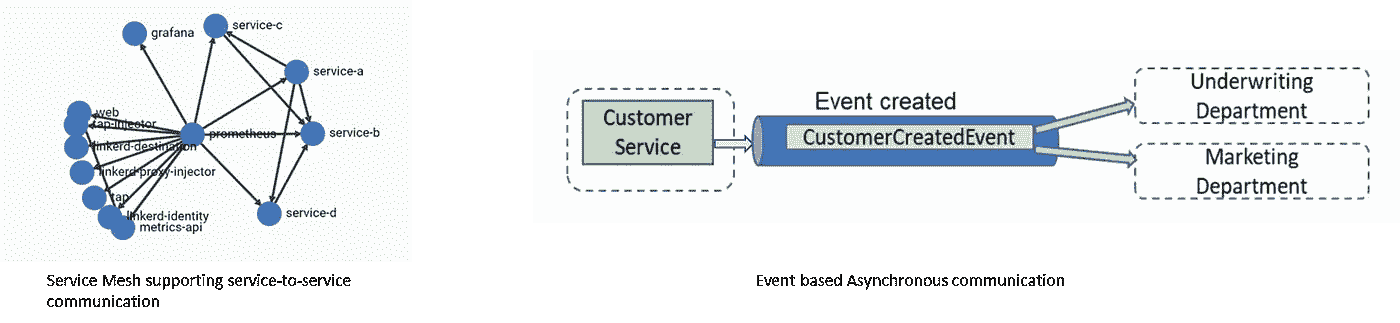 grafana
service-c
service-a
web
tap-injector
prometheus
service-b
linkerd-destination
linkerd-proxy-injector
tap
linkerd-identity
metrics-api
service-d
Service Mesh supporting service-to-service
communication
Customer
Service
Event created
CustomerCreatedEvent
Underwriting
Department
Marketing
Department
Event based Asynchronous communication